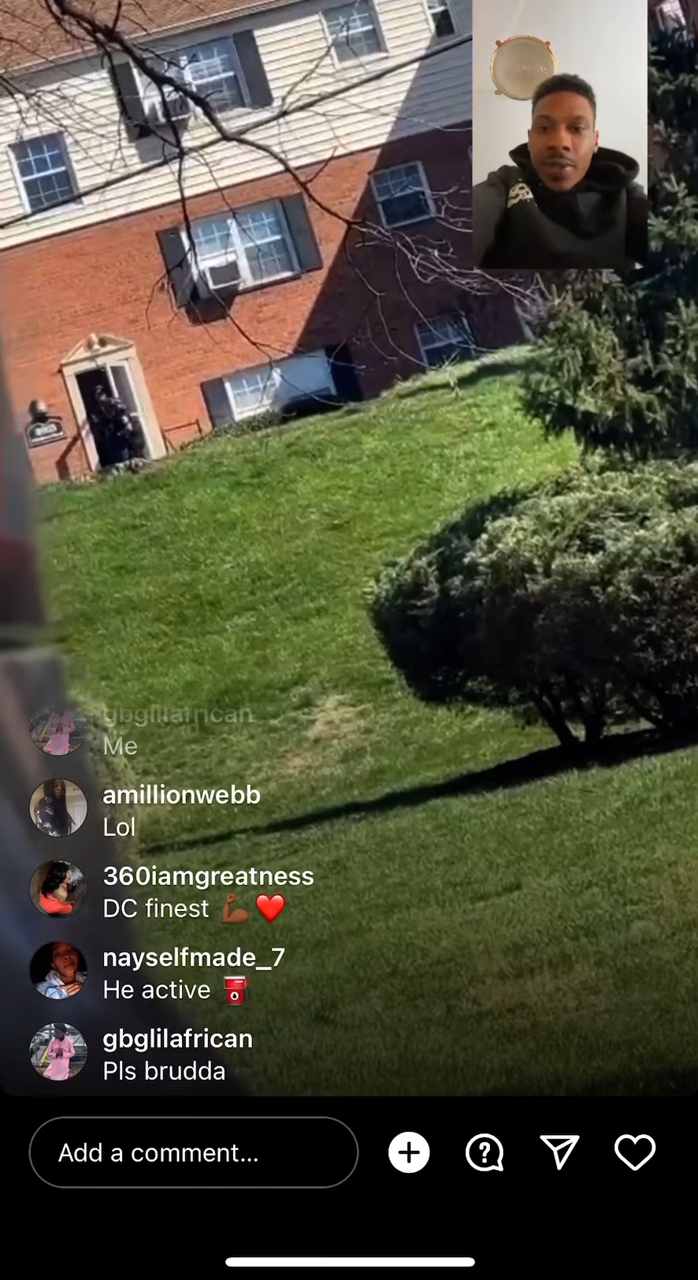 gbglilafrican
Me
amillionwebb
Lol
360iamgreatness
DC finest 💪🏾❤️
nayselfmade_7
He active
gbglilafrican
Pls brudda
Add a comment...